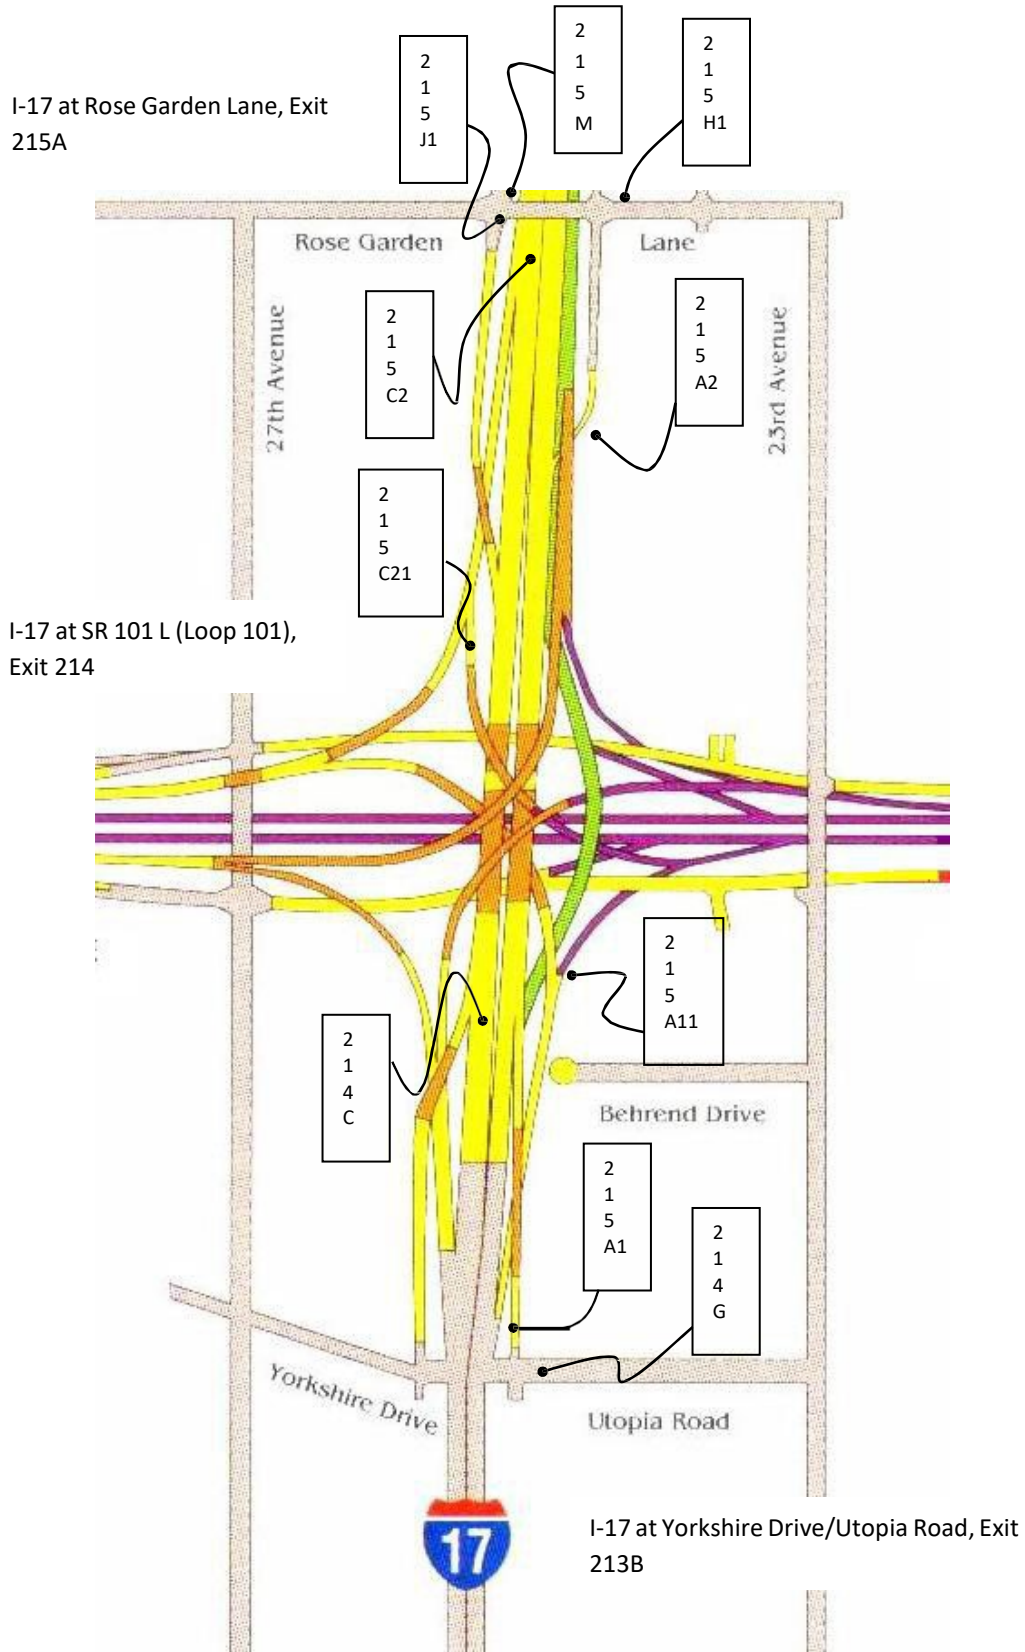 2
1
5
J1
2
1
5
M
2
1
5
H1
I-17 at Rose Garden Lane, Exit
215A
Rose Garden
Lane
27th Avenue
2
1
5
C2
2
1
5
A2
23rd Avenue
2
1
5
C21
I-17 at SR 101 L (Loop 101),
Exit 214
2
1
5
A11
2
1
4
C
Behrend Drive
2
1
5
A1
2
1
4
G
Yorkshire Drive
Utopia Road
17
I-17 at Yorkshire Drive/Utopia Road, Exit
213B